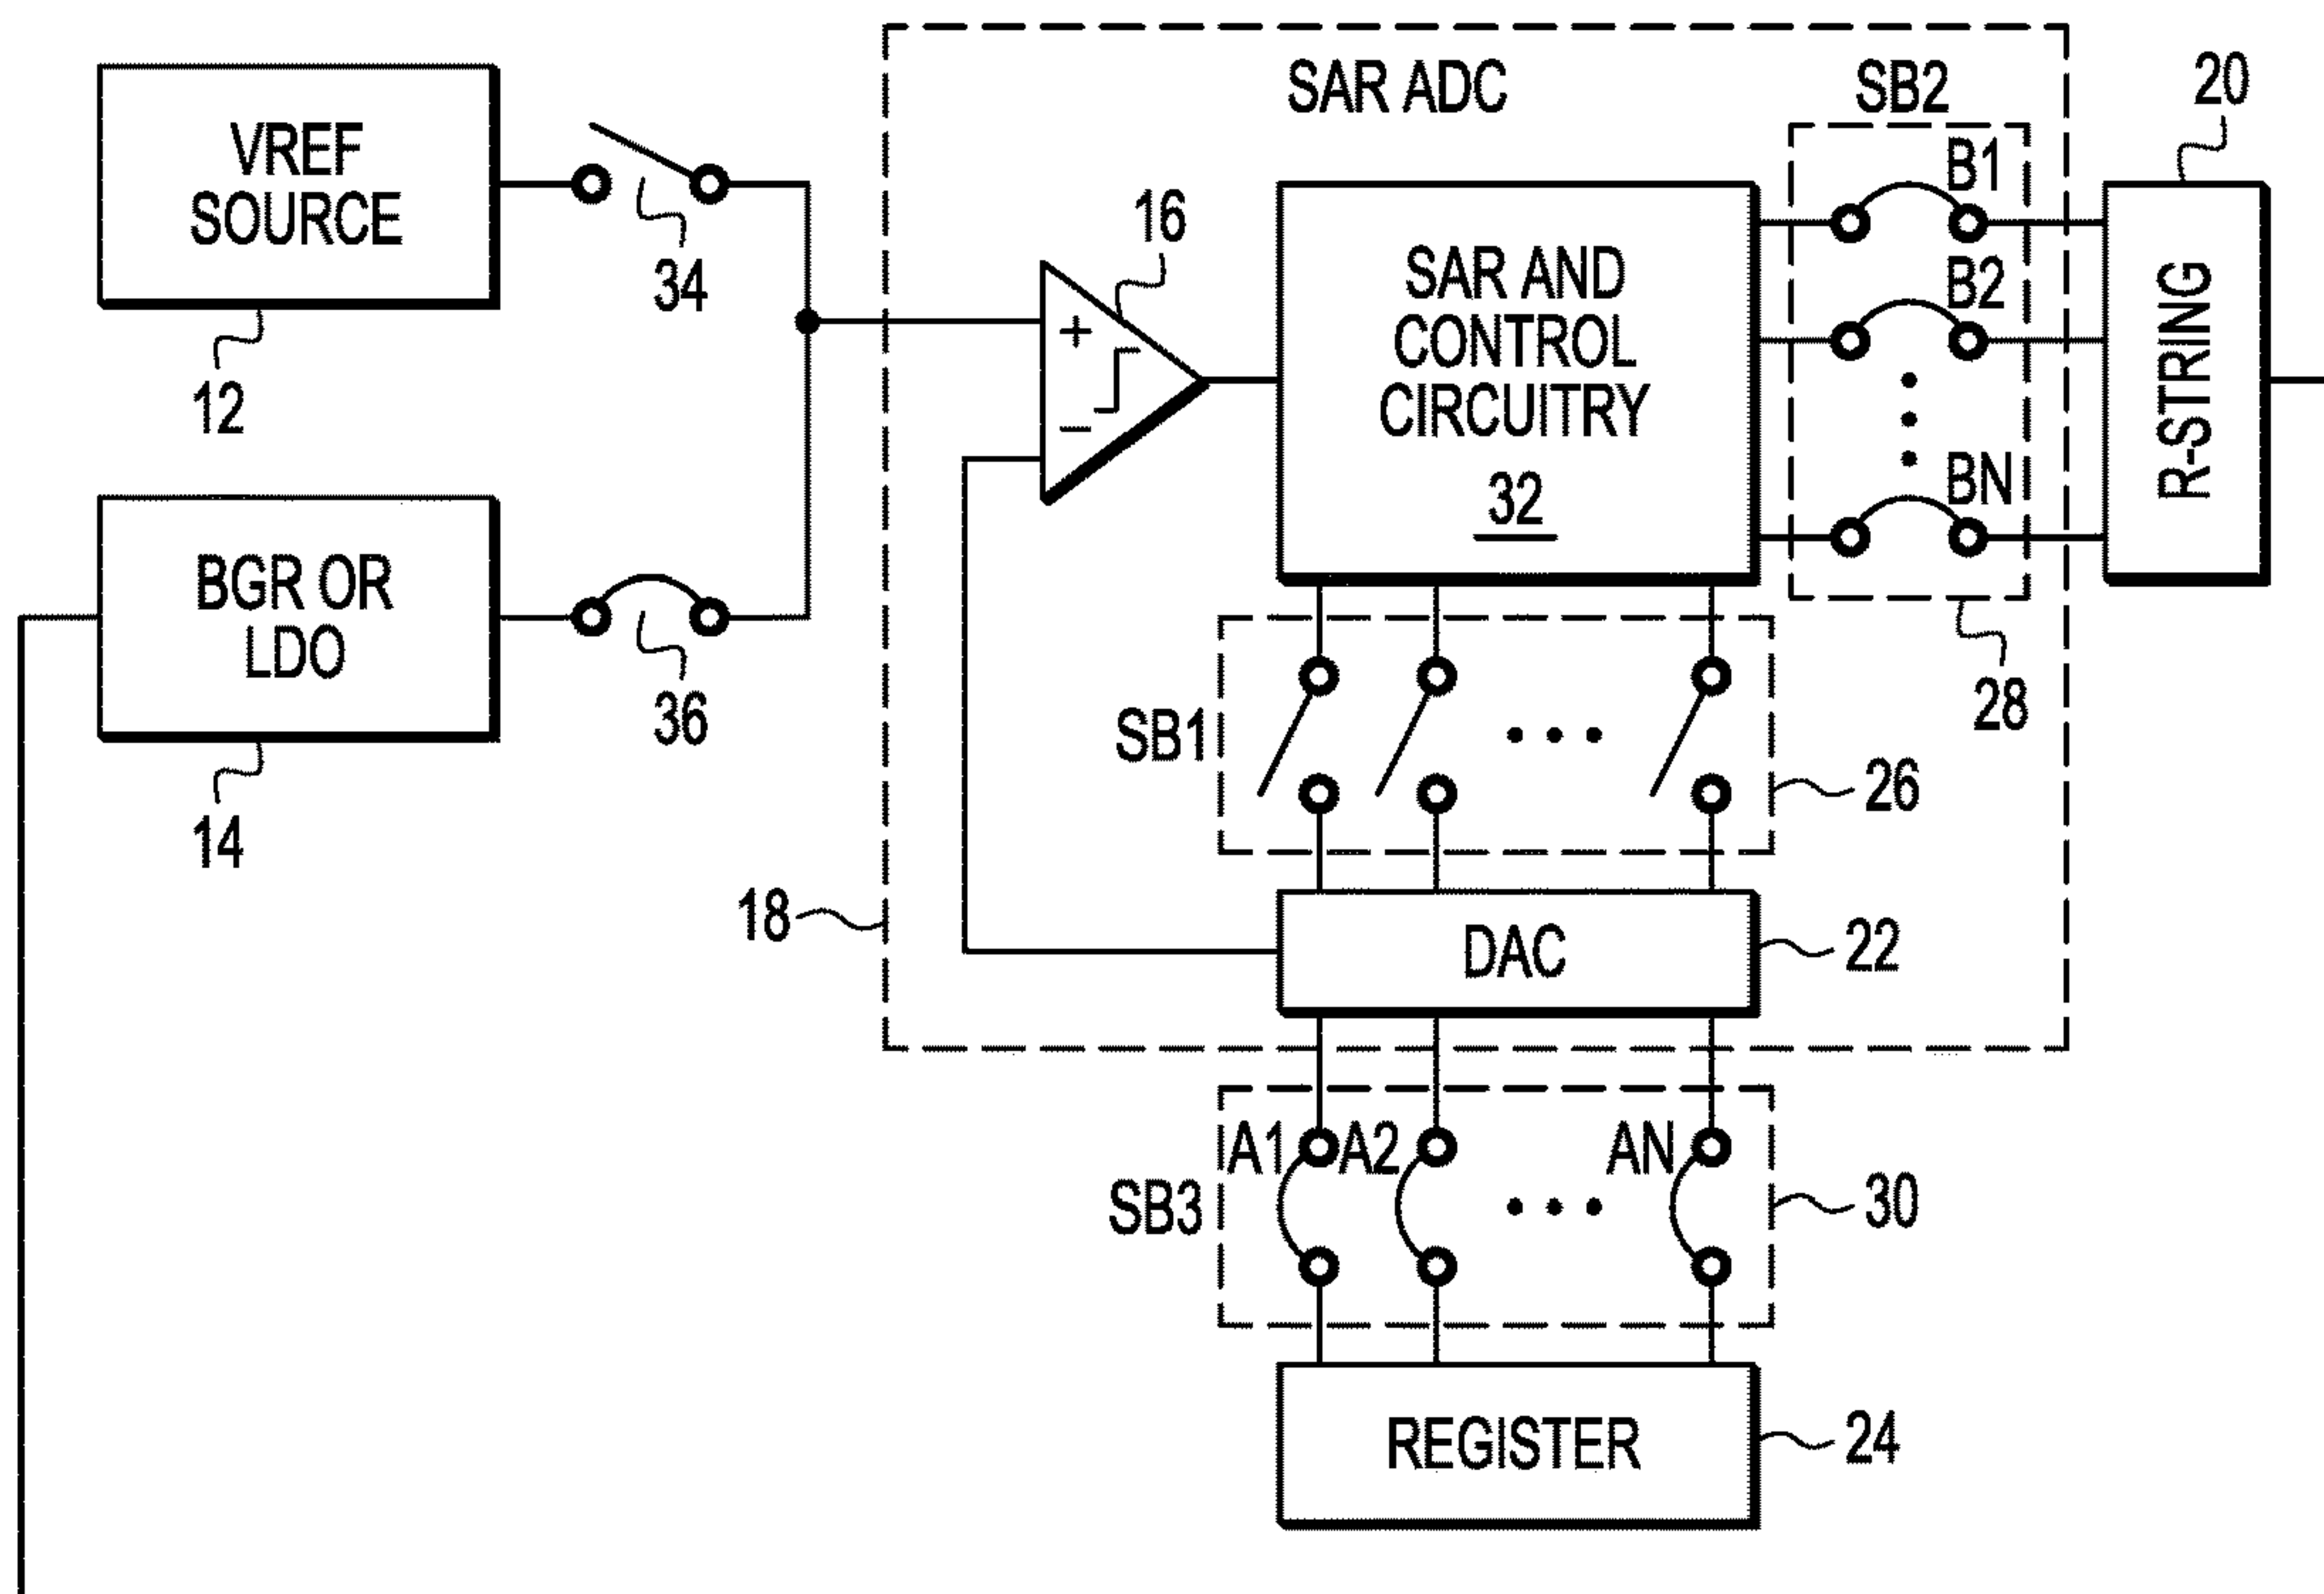 VREF
SOURCE
12
34
BGR OR
LDO
14
36
SAR ADC
18
16
+
−
SAR AND
CONTROL
CIRCUITRY
32
SB2
B1
B2
BN
28
20
R-STRING
SB1
26
DAC
22
A1
A2
AN
SB3
30
REGISTER
24